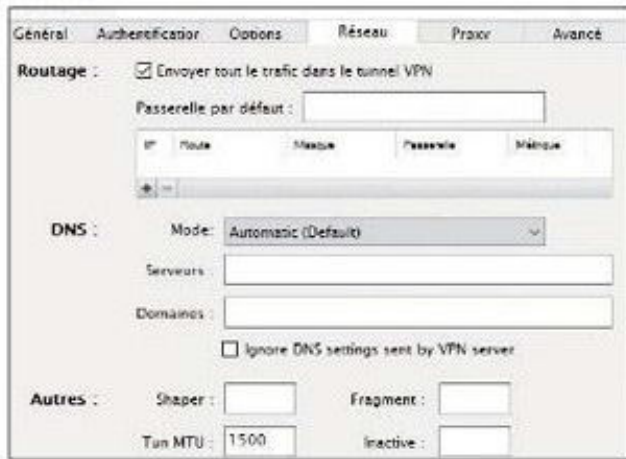 Général Authentification Options Réseau Proxy Avancé
Routage : Envoyer tout le trafic dans le tunnel VPN
Passerelle par défaut :
Route Masque Passerelle Métrique
+ -
DNS : Mode: Automatic (Default)
Serveurs :
Domaines :
Ignore DNS settings sent by VPN server
Autres : Shaper : Fragment :
Tun MTU : 1500 Inactive :